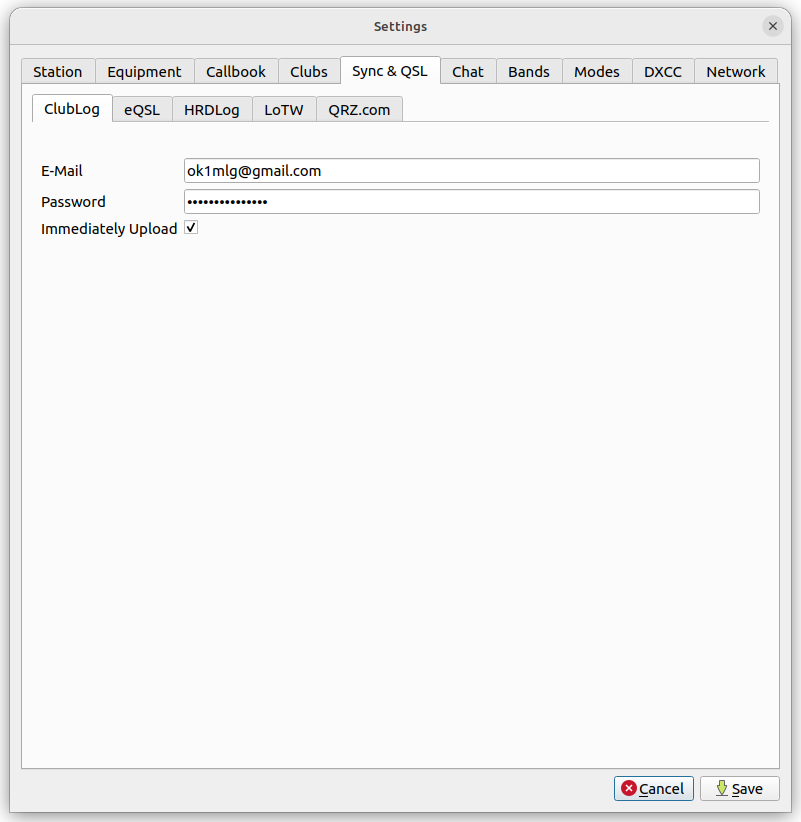 Settings
Station Equipment Callbook Clubs Sync & QSL Chat Bands Modes DXCC Network
ClubLog eQSL HRDLog LoTW QRZ.com
E-Mail ok1mlg@gmail.com
Password •••••••••••••••
Immediately Upload
Cancel Save